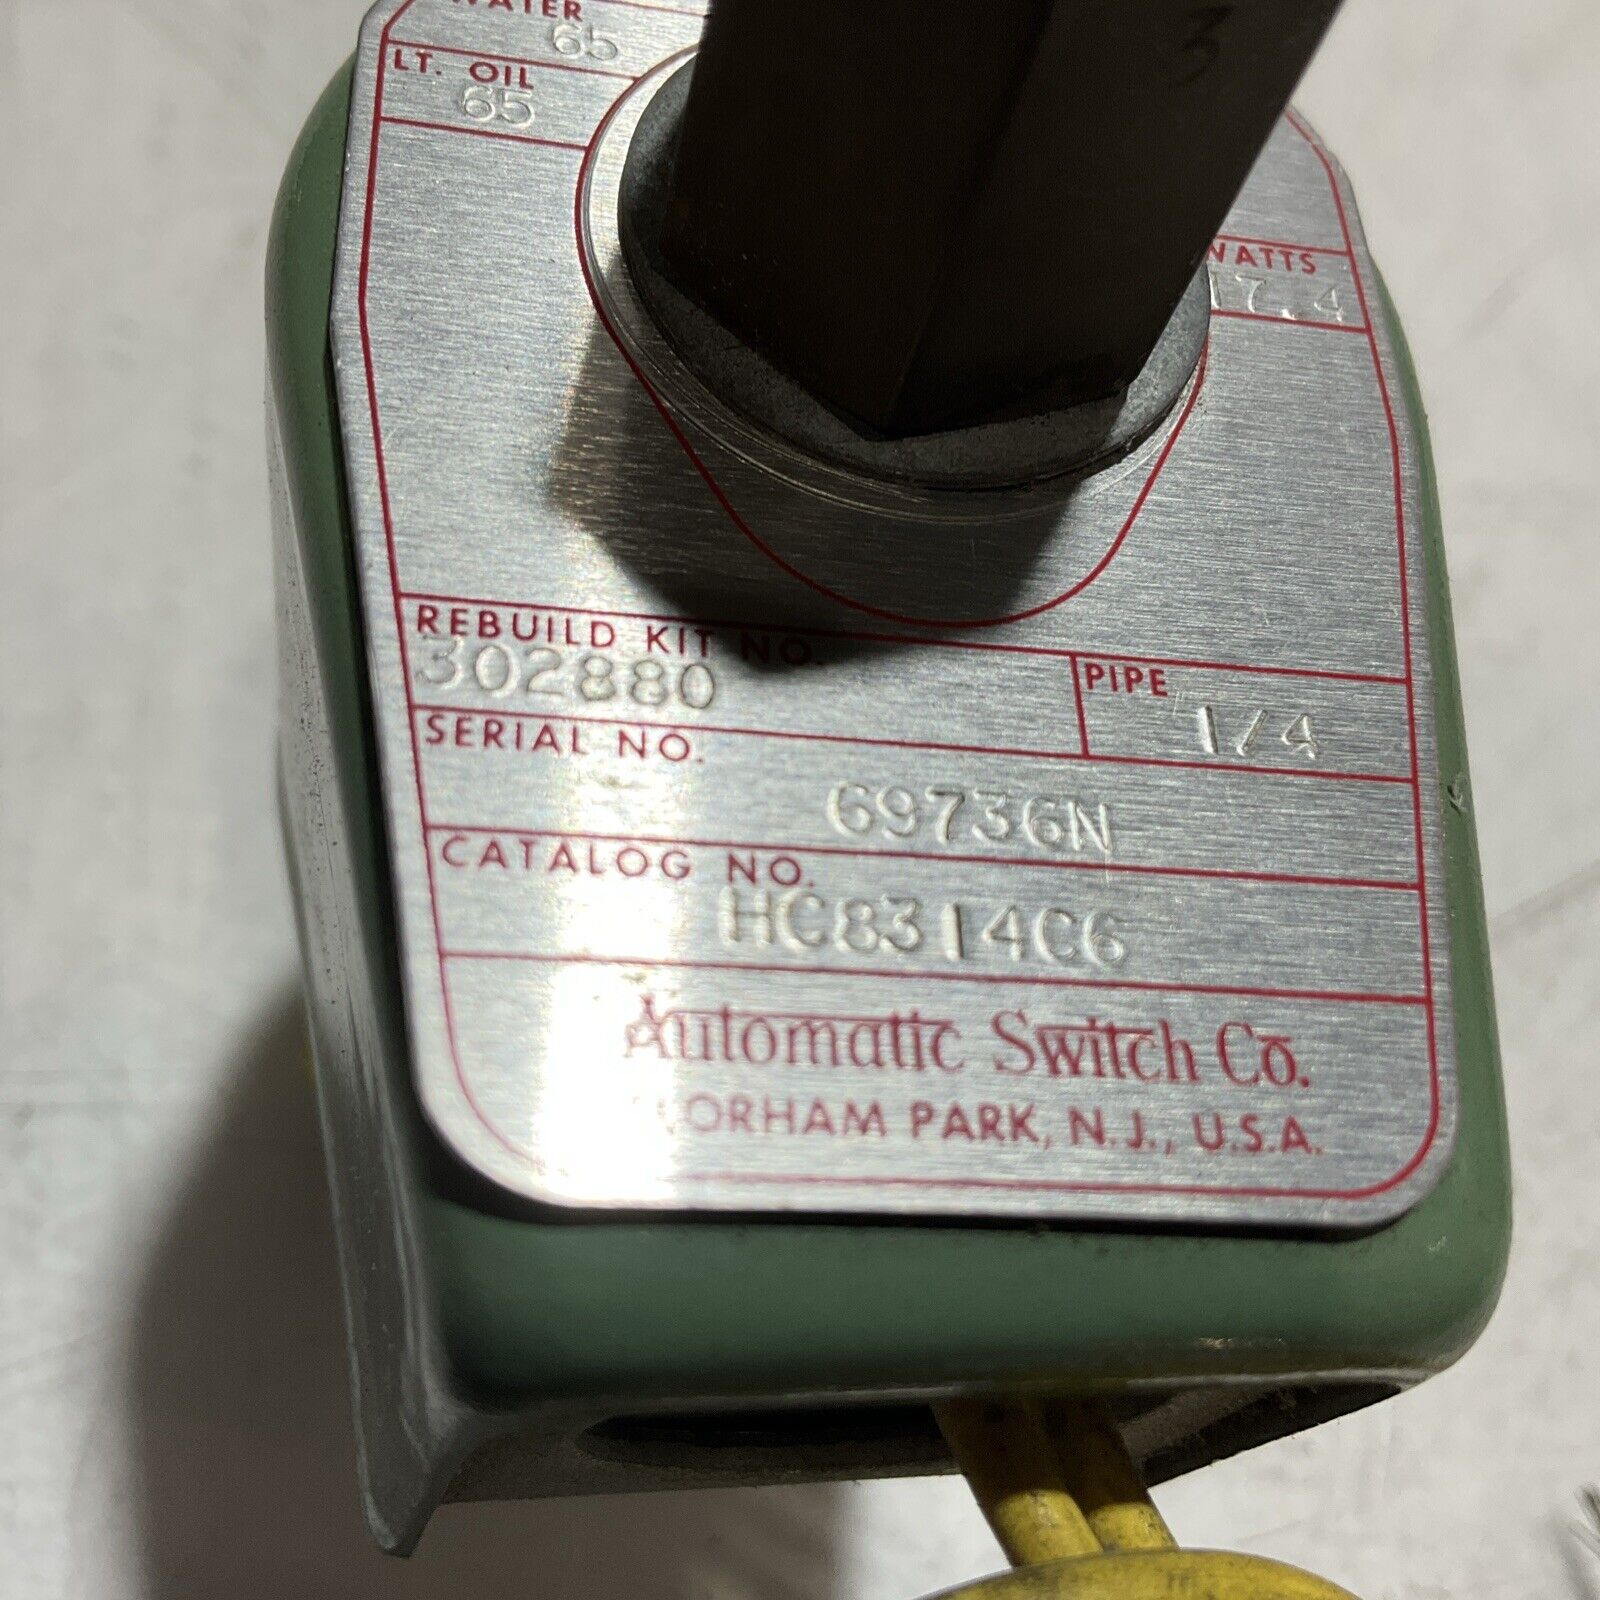 WATER
65
LT. OIL
65
3
WATTS
17.4
REBUILD KIT NO.
302880
PIPE
1/4
SERIAL NO.
69736N
CATALOG NO.
HC8314C6
Automatic Switch Co.
PARK, N.J., U.S.A.